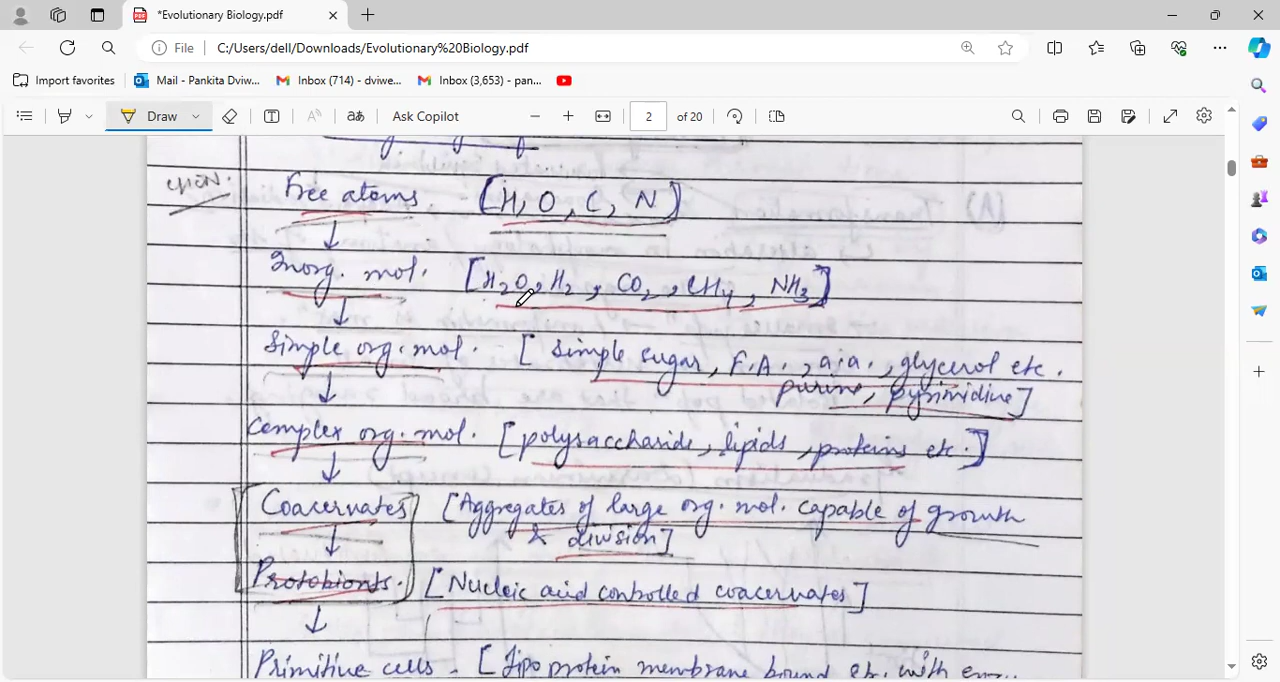 *Evolutionary Biology.pdf
File C:/Users/dell/Downloads/Evolutionary%20Biology.pdf
Import favorites Mail - Pankita Dviw... Inbox (714) - dviwe... Inbox (3,653) - pan...
Draw Ask Copilot 2 of 20
CHON.
Free atoms. [H, O, C, N]
↓
Inorg. mol. [H₂O, H₂, CO₂, CH₄, NH₃]
↓
Simple org. mol. [Simple sugar, F.A., a.a., glycerol etc.
purine, pyrimidine]
↓
Complex org. mol. [polysaccharide, lipids, proteins etc.]
↓
Coacervates [Aggregates of large org. mol. capable of growth
& division]
↓
Protobionts. [Nucleic acid controlled coacervates]
↓
Primitive cells - [Lipoprotein membrane bound etc. with